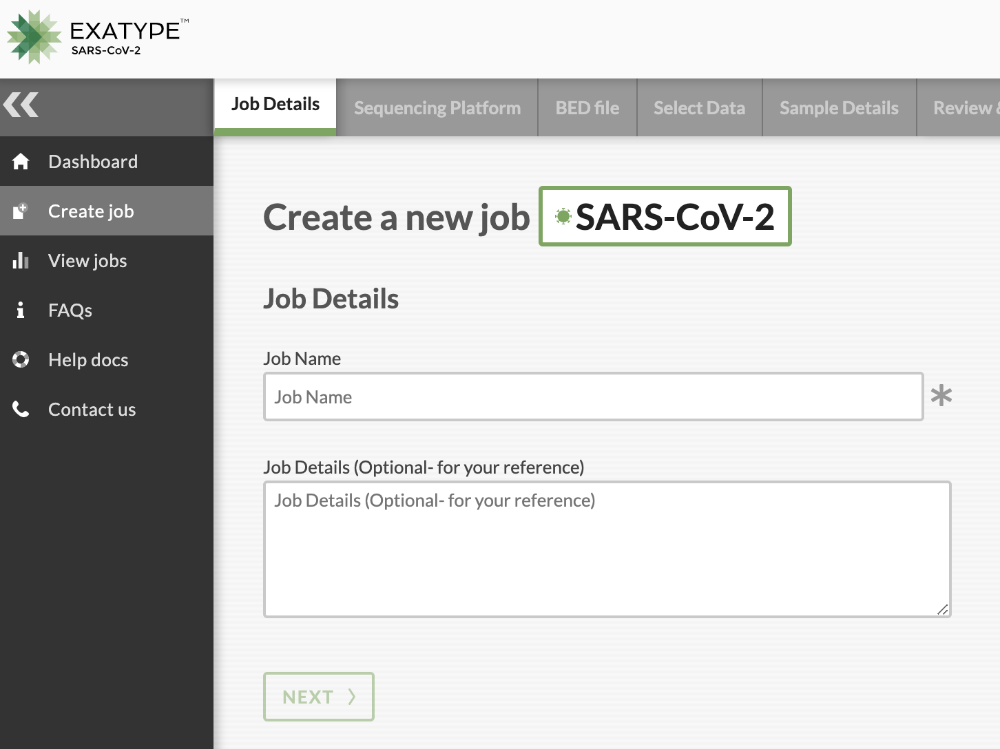 EXATYPE™
SARS-CoV-2
Job Details
Sequencing Platform
BED file
Select Data
Sample Details
Review &
Dashboard
Create job
View jobs
FAQs
Help docs
Contact us
Create a new job SARS-CoV-2
Job Details
Job Name
Job Name
*
Job Details (Optional- for your reference)
Job Details (Optional- for your reference)
NEXT